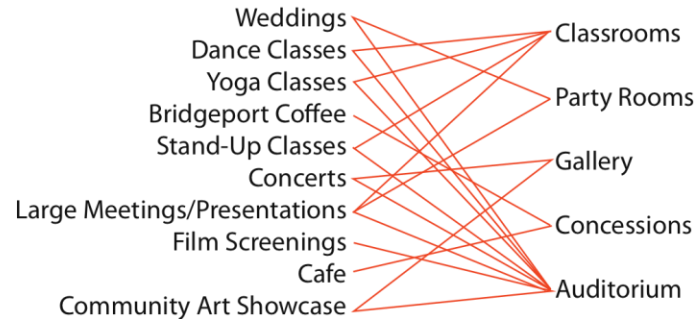 Weddings
Dance Classes
Yoga Classes
Bridgeport Coffee
Stand-Up Classes
Concerts
Large Meetings/Presentations
Film Screenings
Cafe
Community Art Showcase
Classrooms
Party Rooms
Gallery
Concessions
Auditorium